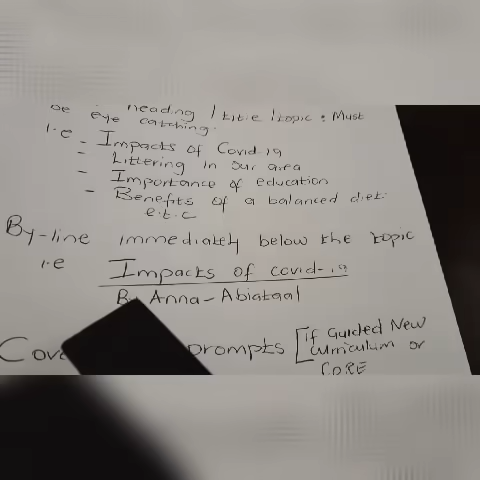 be heading / title / topic: Must
eye catching.
i.e - Impacts of Covid 19
- Littering in our area
- Importance of education
- Benefits of a balanced diet.
e.t.c
By-line immediately below the topic
i.e Impacts of covid-19
By Anna-Abiataal
prompts [if Guided New
Curriculum or
CORE